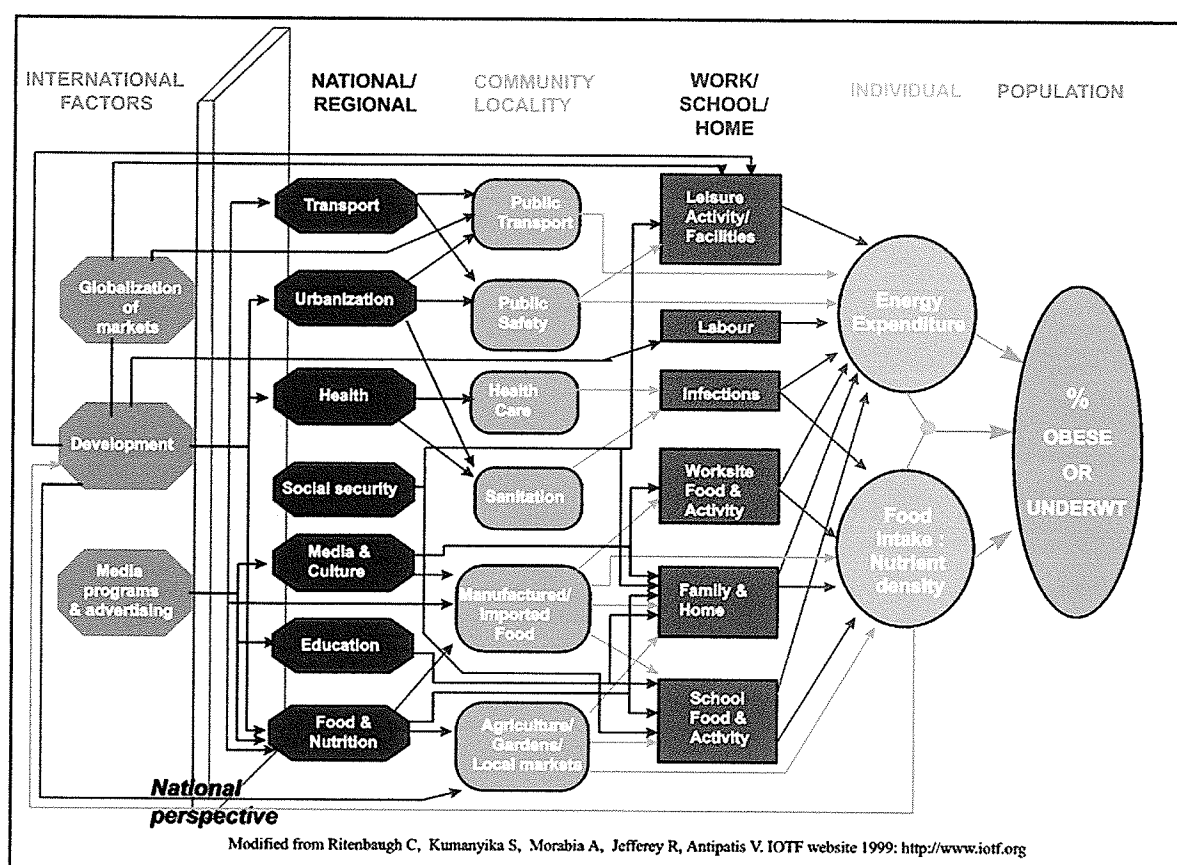 INTERNATIONAL
FACTORS
NATIONAL/
REGIONAL
COMMUNITY
LOCALITY
WORK/
SCHOOL/
HOME
INDIVIDUAL
POPULATION
Globalization
of
markets
Development
Media
programs
& advertising
Transport
Urbanization
Health
Social security
Media &
Culture
Education
Food &
Nutrition
Public
Transport
Public
Safety
Health
Care
Sanitation
Manufactured/
Imported
Food
Agriculture/
Gardens/
Local markets
Leisure
Activity/
Facilities
Labour
Infections
Worksite
Food &
Activity
Family &
Home
School
Food &
Activity
Energy
Expenditure
Food
intake :
Nutrient
density
%
OBESE
OR
UNDERWT
National
perspective
Modified from Ritenbaugh C, Kumanyika S, Morabia A, Jefferey R, Antipatis V. IOTF website 1999: http://www.iotf.org